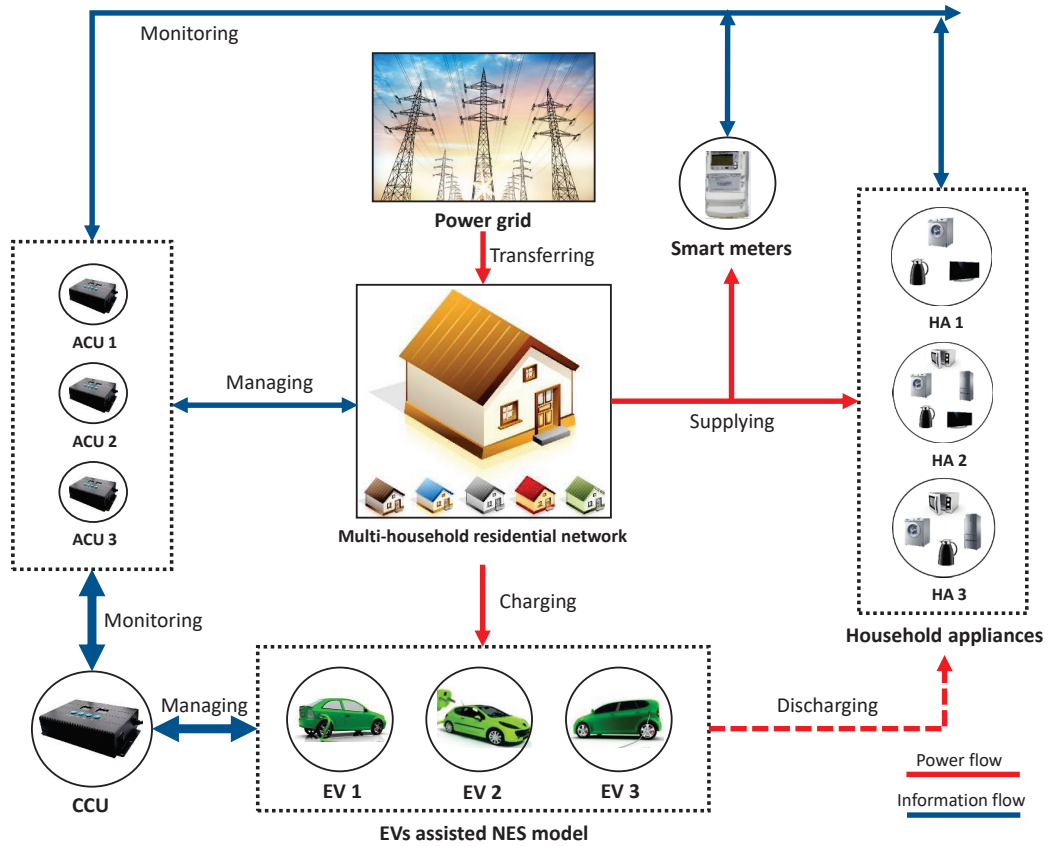 Monitoring
Power grid
Transferring
Smart meters
ACU 1
ACU 2
ACU 3
Managing
Supplying
HA 1
HA 2
HA 3
Multi-household residential network
Charging
Monitoring
Household appliances
Managing
Discharging
CCU
EV 1
EV 2
EV 3
EVs assisted NES model
Power flow
Information flow